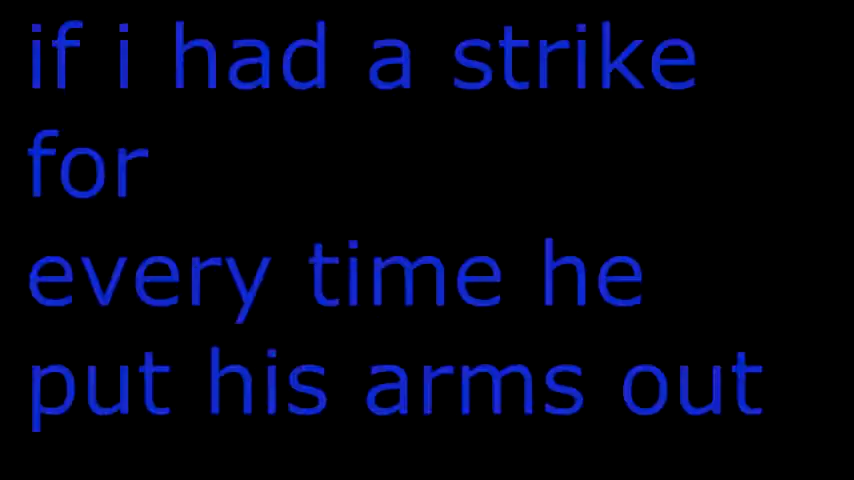 if i had a strike
for
every time he
put his arms out